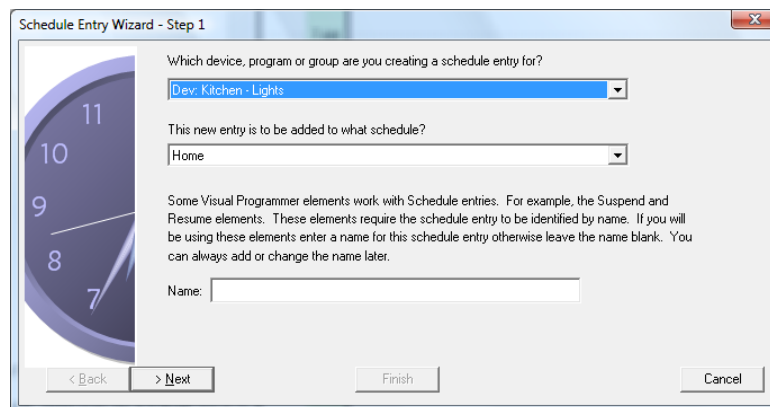 Schedule Entry Wizard - Step 1
Which device, program or group are you creating a schedule entry for?
Dev: Kitchen - Lights
This new entry is to be added to what schedule?
Home
Some Visual Programmer elements work with Schedule entries. For example, the Suspend and
Resume elements. These elements require the schedule entry to be identified by name. If you will
be using these elements enter a name for this schedule entry otherwise leave the name blank. You
can always add or change the name later.
Name:
11
10
9
8
7
< Back
> Next
Finish
Cancel